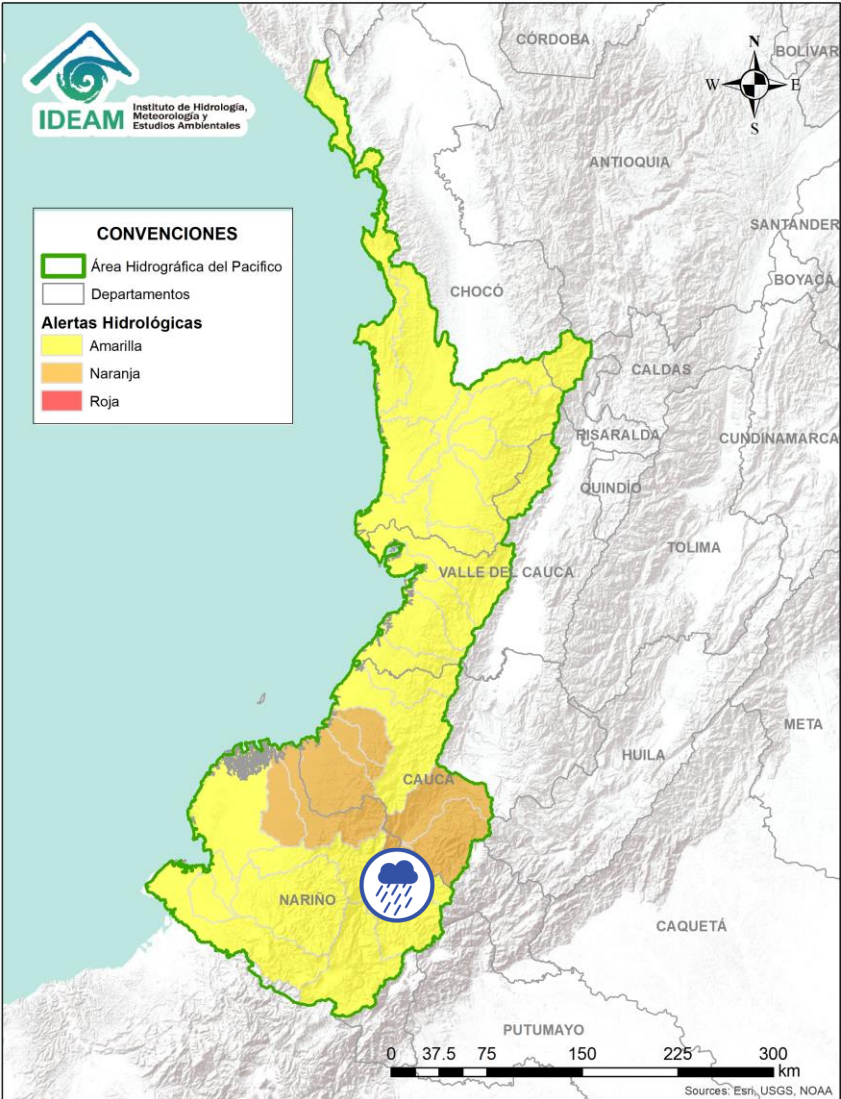 IDEAM
Instituto de Hidrología,
Meteorología y
Estudios Ambientales
CONVENCIONES
Área Hidrográfica del Pacifico
Departamentos
Alertas Hidrológicas
Amarilla
Naranja
Roja
N
W
E
S
CÓRDOBA
BOLÍVAR
ANTIOQUIA
SANTANDER
BOYACÁ
CHOCÓ
CALDAS
RISARALDA
CUNDINAMARCA
QUINDÍO
TOLIMA
VALLE DEL CAUCA
META
HUILA
CAUCA
NARIÑO
CAQUETÁ
PUTUMAYO
0 37.5 75 150 225 300
km
Sources: Esri, USGS, NOAA